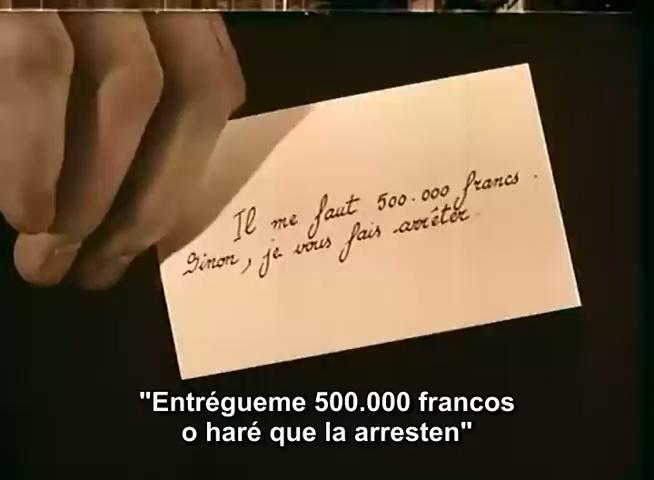 Il me faut 500.000 francs.
Sinon, je vous fais arrêter.
"Entrégueme 500.000 francos
o haré que la arresten"